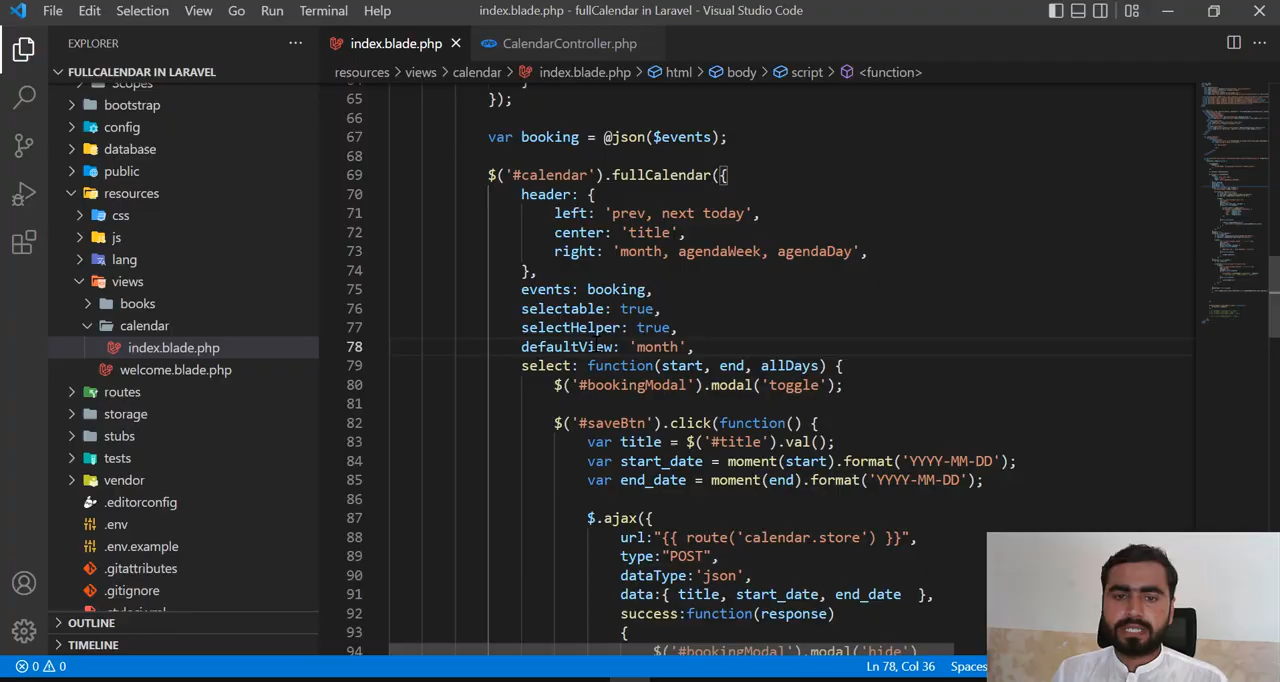 File Edit Selection View Go Run Terminal Help
index.blade.php - fullCalendar in Laravel - Visual Studio Code
EXPLORER
FULLCALENDAR IN LARAVEL
Scopes
bootstrap
config
database
public
resources
css
js
lang
views
books
calendar
index.blade.php
welcome.blade.php
routes
storage
stubs
tests
vendor
.editorconfig
.env
.env.example
.gitattributes
.gitignore
OUTLINE
TIMELINE
index.blade.php CalendarController.php
resources > views > calendar > index.blade.php > html > body > script > <function>
65 });
66
67 var booking = @json($events);
68
69 $('#calendar').fullCalendar({
70 header: {
71 left: 'prev, next today',
72 center: 'title',
73 right: 'month, agendaWeek, agendaDay',
74 },
75 events: booking,
76 selectable: true,
77 selectHelper: true,
78 defaultView: 'month',
79 select: function(start, end, allDays) {
80 $('#bookingModal').modal('toggle');
81
82 $('#saveBtn').click(function() {
83 var title = $('#title').val();
84 var start_date = moment(start).format('YYYY-MM-DD');
85 var end_date = moment(end).format('YYYY-MM-DD');
86
87 $.ajax({
88 url:"{{ route('calendar.store') }}",
89 type:"POST",
90 dataType:'json',
91 data:{ title, start_date, end_date },
92 success:function(response)
93 {
94 $('#bookingModal').modal('hide')
0 0
Ln 78, Col 36 Spaces